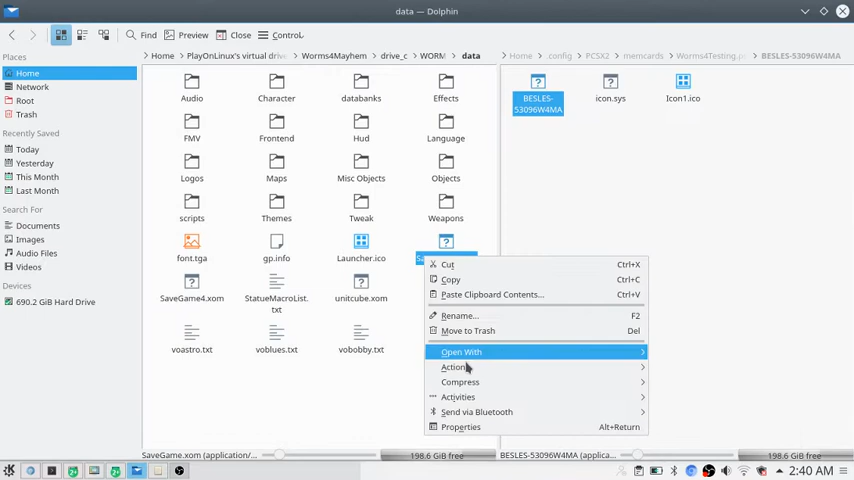 data — Dolphin
Find
Preview
Close
Control
Places
Home
Network
Root
Trash
Recently Saved
Today
Yesterday
This Month
Last Month
Search For
Documents
Images
Audio Files
Videos
Devices
690.2 GiB Hard Drive
Home
PlayOnLinux's virtual driv
Worms4Mayhem
drive_c
WORM
data
Audio
Character
databanks
Effects
FMV
Frontend
Hud
Language
Logos
Maps
Misc Objects
Objects
scripts
Themes
Tweak
Weapons
font.tga
gp.info
Launcher.ico
SaveGame4.xom
StatueMacroList.
txt
unitcube.xom
voastro.txt
voblues.txt
vobobby.txt
Home
.config
PCSX2
memcards
Worms4Testing.p
BESLES-53096W4MA
BESLES-
53096W4MA
icon.sys
Icon1.ico
Cut Ctrl+X
Copy Ctrl+C
Paste Clipboard Contents... Ctrl+V
Rename... F2
Move to Trash Del
Open With
Action
Compress
Activities
Send via Bluetooth
Properties Alt+Return
SaveGame.xom (application/...
198.6 GiB free
BESLES-53096W4MA (applica...
198.6 GiB free
2:40 AM